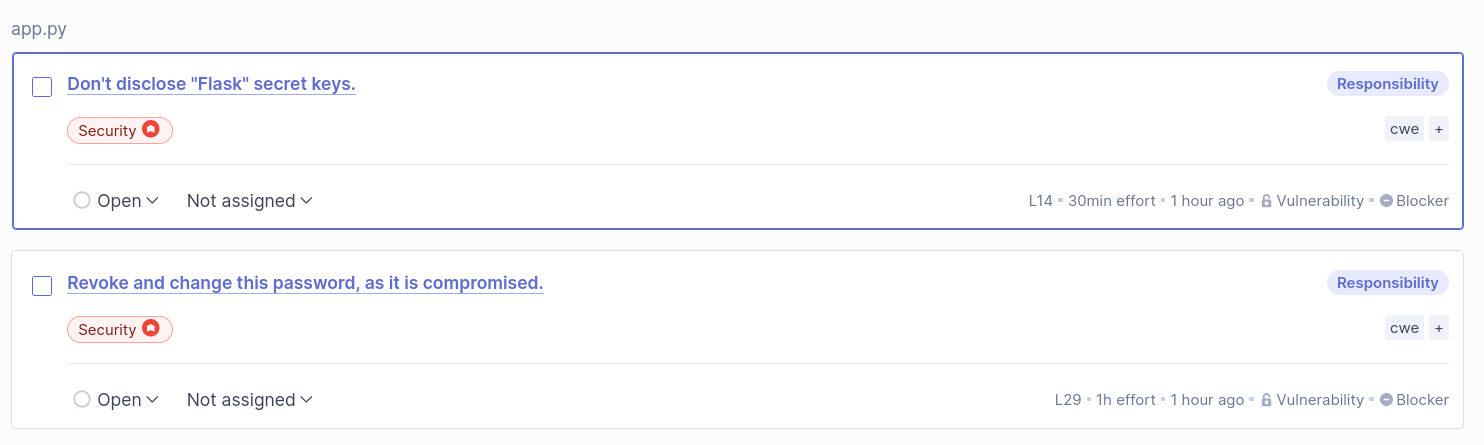 app.py
Don't disclose "Flask" secret keys. Responsibility
Security cwe +
Open Not assigned L14 • 30min effort • 1 hour ago • Vulnerability • Blocker
Revoke and change this password, as it is compromised. Responsibility
Security cwe +
Open Not assigned L29 • 1h effort • 1 hour ago • Vulnerability • Blocker